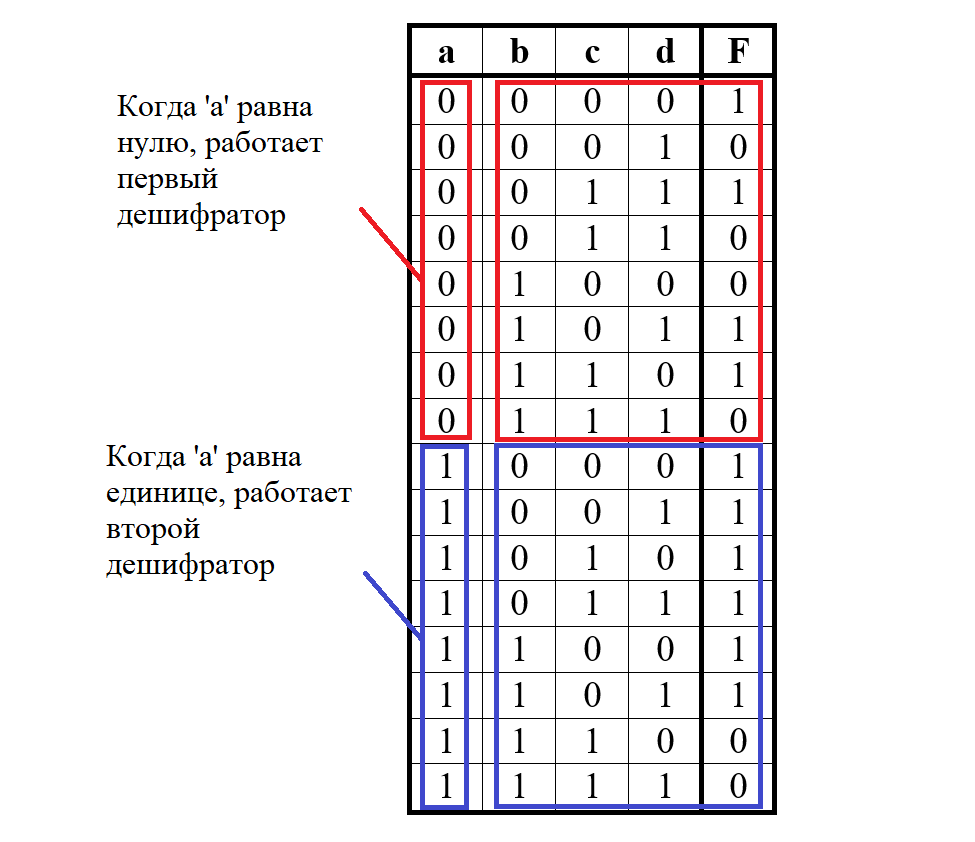 a b c d F
Когда 'a' равна
нулю, работает
первый
дешифратор
0 0 0 0 1
0 0 0 1 0
0 0 1 1 1
0 0 1 1 0
0 1 0 0 0
0 1 0 1 1
0 1 1 0 1
0 1 1 1 0
Когда 'a' равна
единице, работает
второй
дешифратор
1 0 0 0 1
1 0 0 1 1
1 0 1 0 1
1 0 1 1 1
1 1 0 0 1
1 1 0 1 1
1 1 1 0 0
1 1 1 1 0